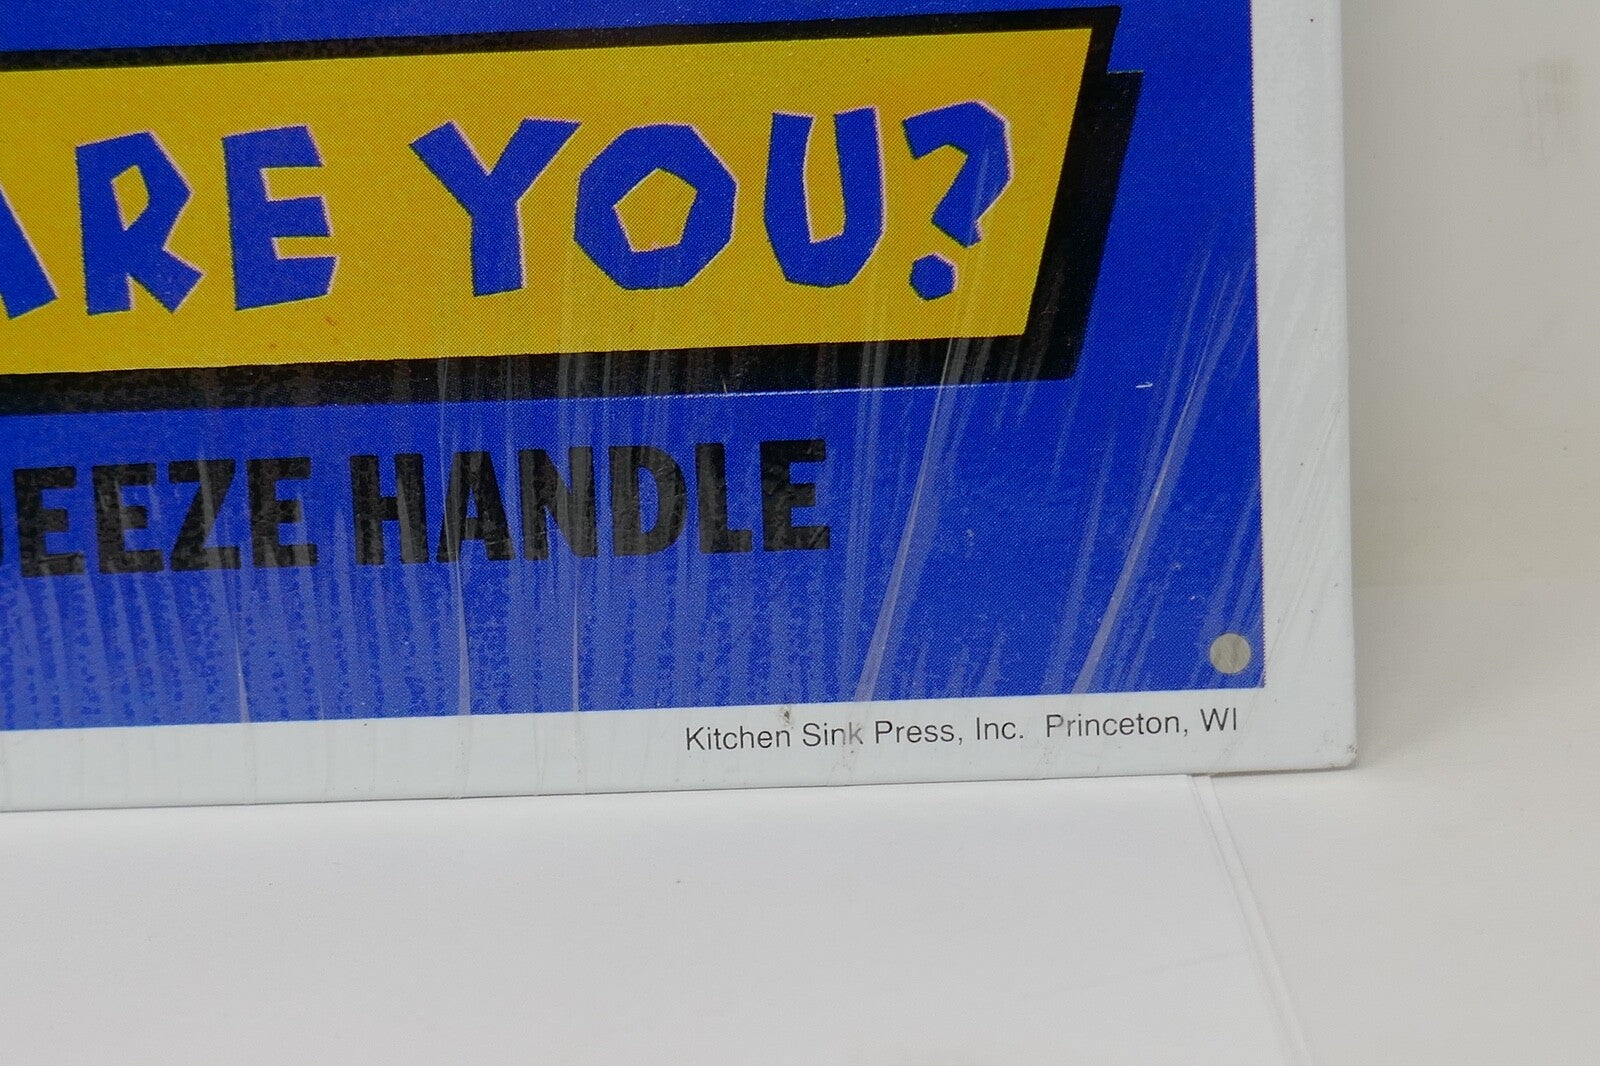 ARE YOU?
EEZE HANDLE
Kitchen Sink Press, Inc. Princeton, WI